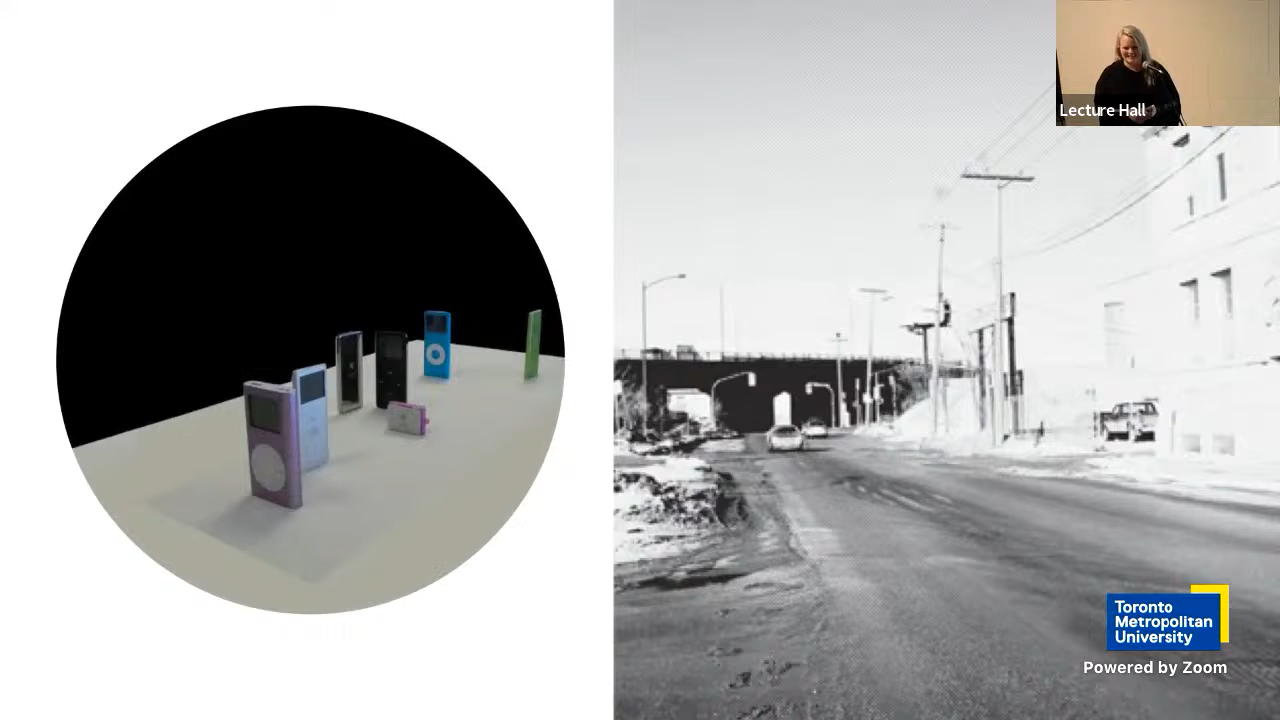 Lecture Hall
Toronto
Metropolitan
University
Powered by Zoom